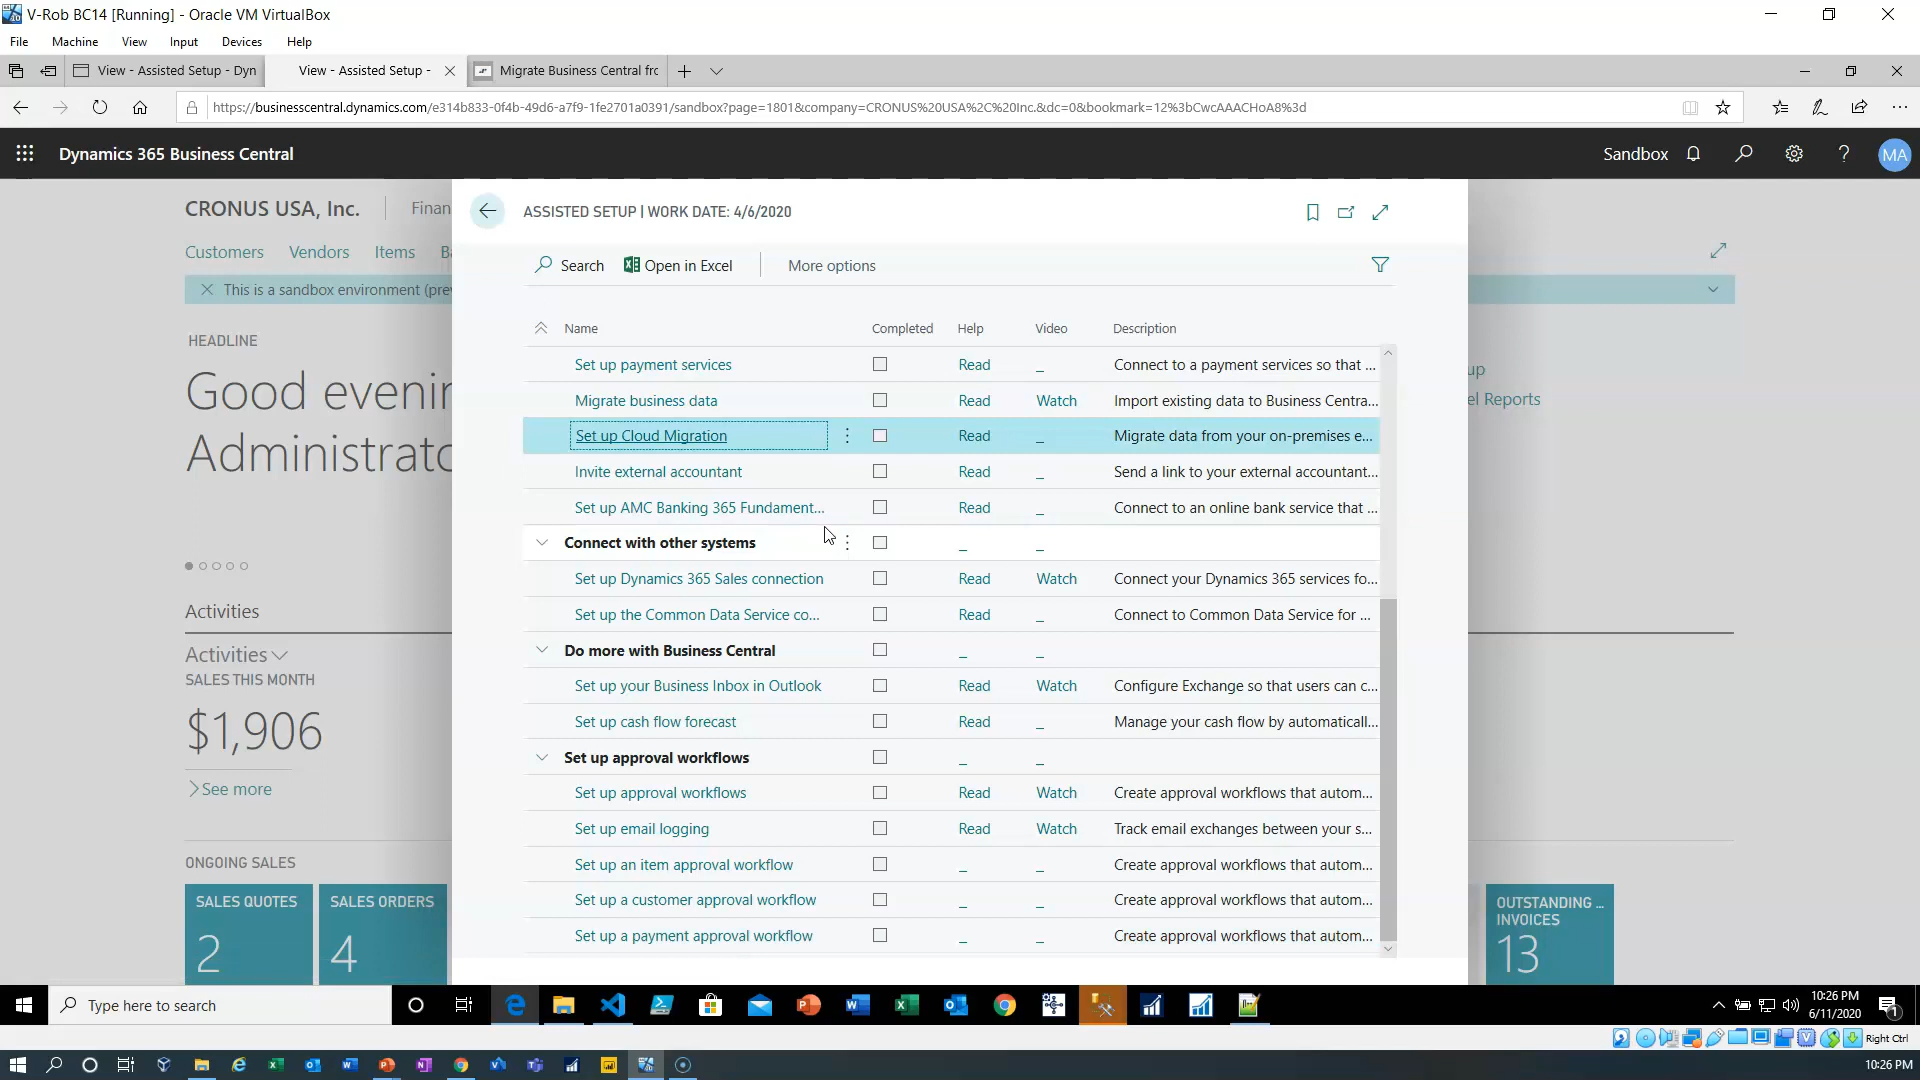 V-Rob BC14 [Running] - Oracle VM VirtualBox
File Machine View Input Devices Help
View - Assisted Setup - Dyn
View - Assisted Setup -
Migrate Business Central fro
https://businesscentral.dynamics.com/e314b833-0f4b-49d6-a7f9-1fe2701a0391/sandbox?page=1801&company=CRONUS%20USA%2C%20Inc.&dc=0&bookmark=12%3bCwcAAACHoA8%3d
Dynamics 365 Business Central
Sandbox
?
MA
CRONUS USA, Inc.
Finan
Customers Vendors Items Ba
This is a sandbox environment (pre
HEADLINE
Good evenin
Administrato
Activities
Activities
SALES THIS MONTH
$1,906
See more
ONGOING SALES
SALES QUOTES
2
SALES ORDERS
4
ASSISTED SETUP | WORK DATE: 4/6/2020
Search Open in Excel More options
Name Completed Help Video Description
Set up payment services Read _ Connect to a payment services so that ...
Migrate business data Read Watch Import existing data to Business Centra...
Set up Cloud Migration Read _ Migrate data from your on-premises e...
Invite external accountant Read _ Send a link to your external accountant...
Set up AMC Banking 365 Fundament... Read _ Connect to an online bank service that ...
Connect with other systems _ _
Set up Dynamics 365 Sales connection Read Watch Connect your Dynamics 365 services fo...
Set up the Common Data Service co... Read _ Connect to Common Data Service for ...
Do more with Business Central _ _
Set up your Business Inbox in Outlook Read Watch Configure Exchange so that users can c...
Set up cash flow forecast Read _ Manage your cash flow by automaticall...
Set up approval workflows _ _
Set up approval workflows Read Watch Create approval workflows that autom...
Set up email logging Read Watch Track email exchanges between your s...
Set up an item approval workflow _ _ Create approval workflows that autom...
Set up a customer approval workflow _ _ Create approval workflows that autom...
Set up a payment approval workflow _ _ Create approval workflows that autom...
up
el Reports
OUTSTANDING ...
INVOICES
13
Type here to search
10:26 PM
6/11/2020
1
Right Ctrl
10:26 PM